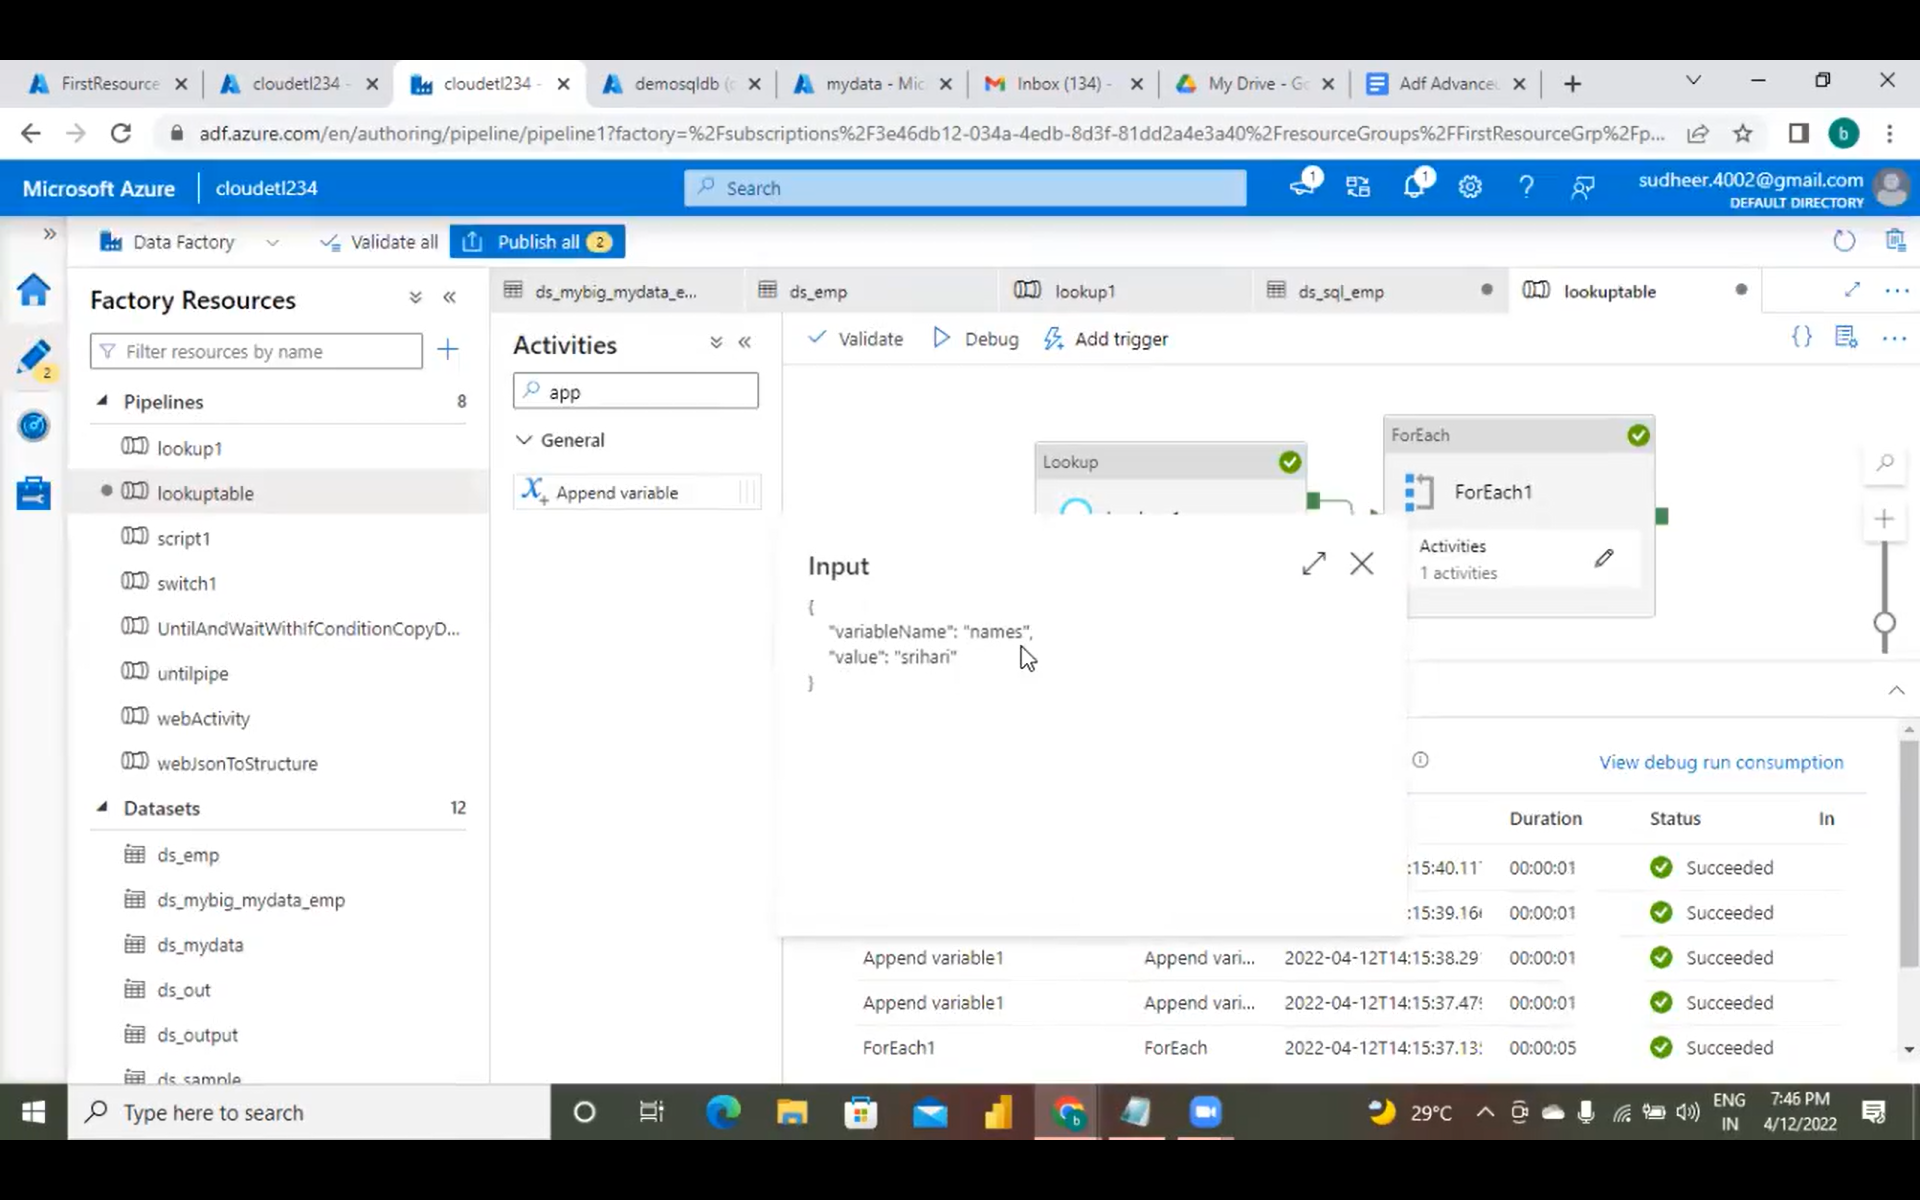 FirstResource
cloudetl234 -
cloudetl234 -
demosqldb (
mydata - Mic
Inbox (134) -
My Drive - Go
Adf Advance
adf.azure.com/en/authoring/pipeline/pipeline1?factory=%2Fsubscriptions%2F3e46db12-034a-4edb-8d3f-81dd2a4e3a40%2FresourceGroups%2FFirstResourceGrp%2Fp...
b
Microsoft Azure
cloudetl234
Search
1
1
sudheer.4002@gmail.com
DEFAULT DIRECTORY
Data Factory
Validate all
Publish all 2
Factory Resources
Filter resources by name
2
Pipelines 8
lookup1
lookuptable
script1
switch1
UntilAndWaitWithIfConditionCopyD...
untilpipe
webActivity
webJsonToStructure
Datasets 12
ds_emp
ds_mybig_mydata_emp
ds_mydata
ds_out
ds_output
ds_sample
ds_mybig_mydata_e...
ds_emp
lookup1
ds_sql_emp
lookuptable
Activities
app
General
Append variable
Validate
Debug
Add trigger
Lookup
ForEach
ForEach1
Activities
1 activities
Input
{
"variableName": "names",
"value": "srihari"
}
View debug run consumption
Duration Status In
:15:40.11 00:00:01 Succeeded
:15:39.16 00:00:01 Succeeded
Append variable1 Append vari... 2022-04-12T14:15:38.29 00:00:01 Succeeded
Append variable1 Append vari... 2022-04-12T14:15:37.47 00:00:01 Succeeded
ForEach1 ForEach 2022-04-12T14:15:37.13 00:00:05 Succeeded
Type here to search
29°C
ENG
IN
7:46 PM
4/12/2022